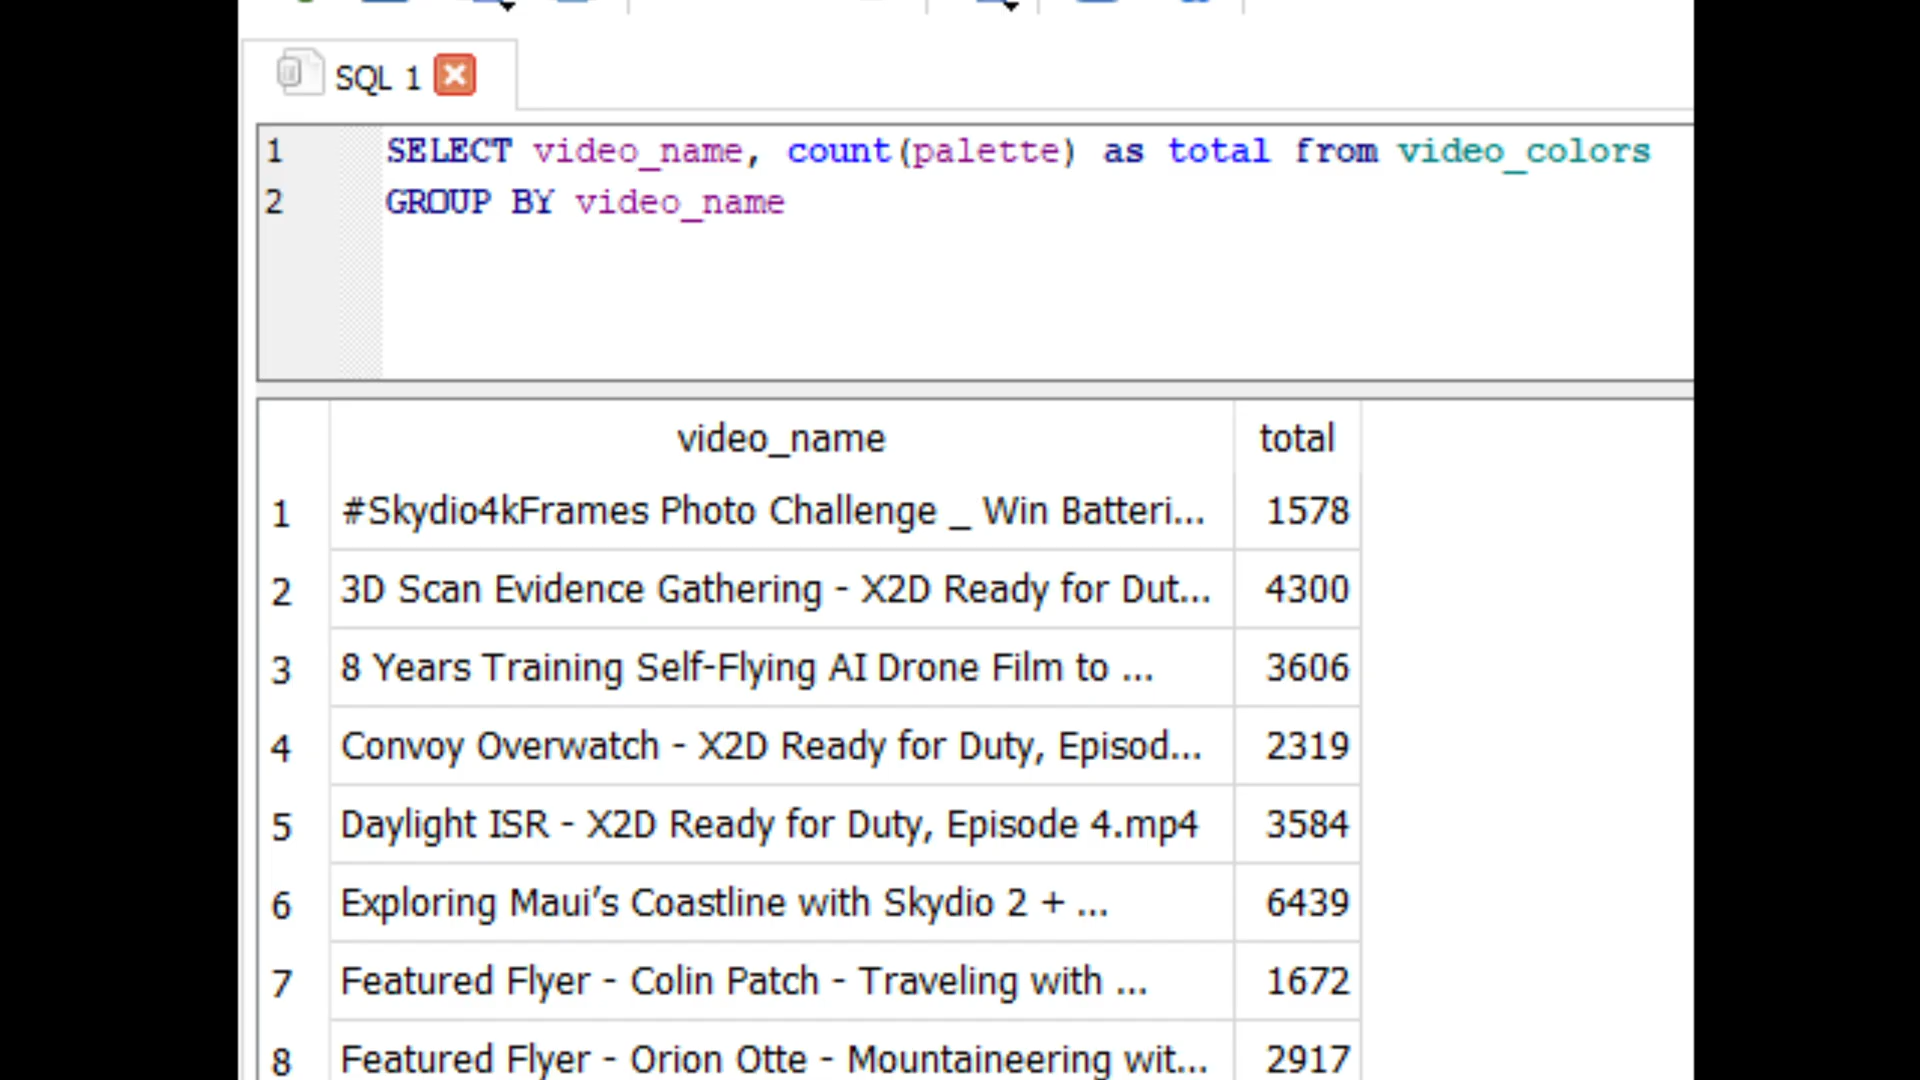 SQL 1
1 SELECT video_name, count(palette) as total from video_colors
2 GROUP BY video_name
video_name total
1 #Skydio4kFrames Photo Challenge _ Win Batteri... 1578
2 3D Scan Evidence Gathering - X2D Ready for Dut... 4300
3 8 Years Training Self-Flying AI Drone Film to ... 3606
4 Convoy Overwatch - X2D Ready for Duty, Episod... 2319
5 Daylight ISR - X2D Ready for Duty, Episode 4.mp4 3584
6 Exploring Maui’s Coastline with Skydio 2 + ... 6439
7 Featured Flyer - Colin Patch - Traveling with ... 1672
8 Featured Flyer - Orion Otte - Mountaineering wit... 2917